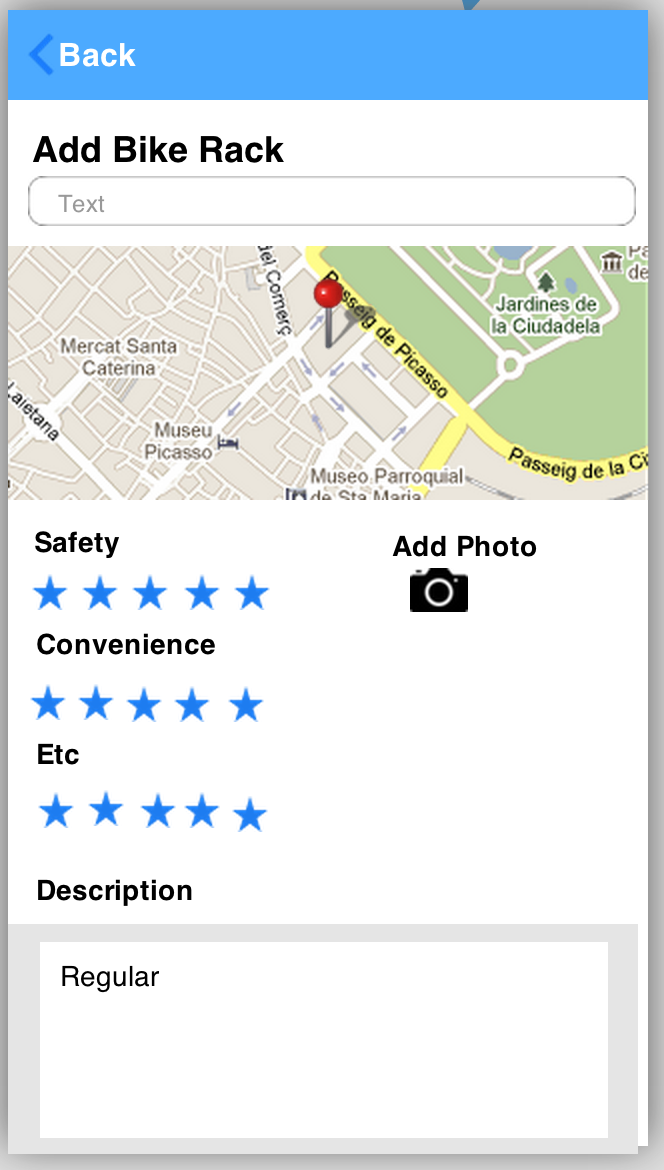 Back
Add Bike Rack
Text
del Comerç
Passeig de Picasso
Jardines de
la Ciudadela
Mercat Santa
Caterina
Laietana
Museu
Picasso
Museo Parroquial
de Sta Maria
Passeig de la Ci
Safety
Add Photo
Convenience
Etc
Description
Regular